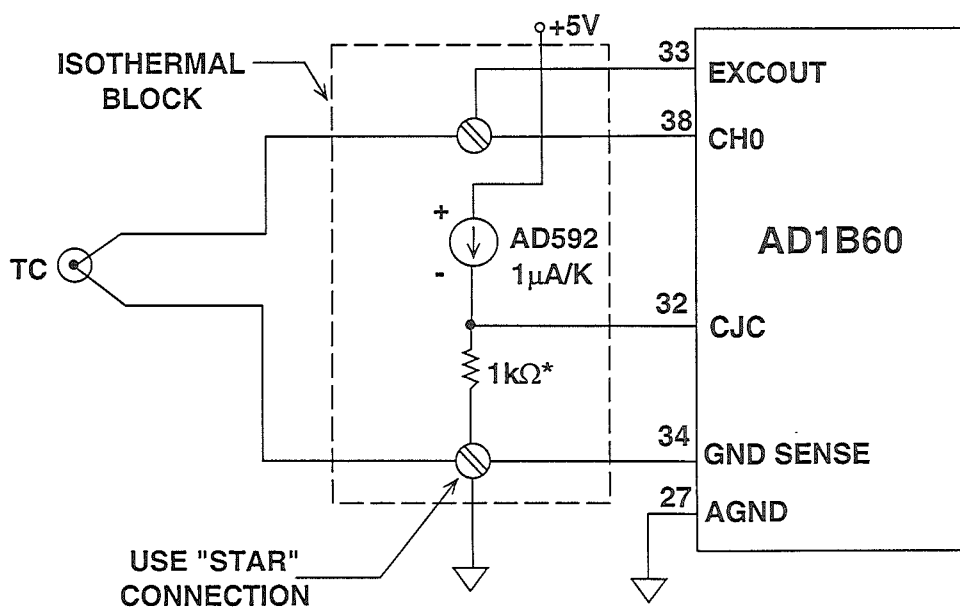 +5V
ISOTHERMAL
BLOCK
33
EXCOUT
38
CH0
+
AD592
1µA/K
-
AD1B60
TC
32
CJC
1kΩ*
34
GND SENSE
27
AGND
USE "STAR"
CONNECTION